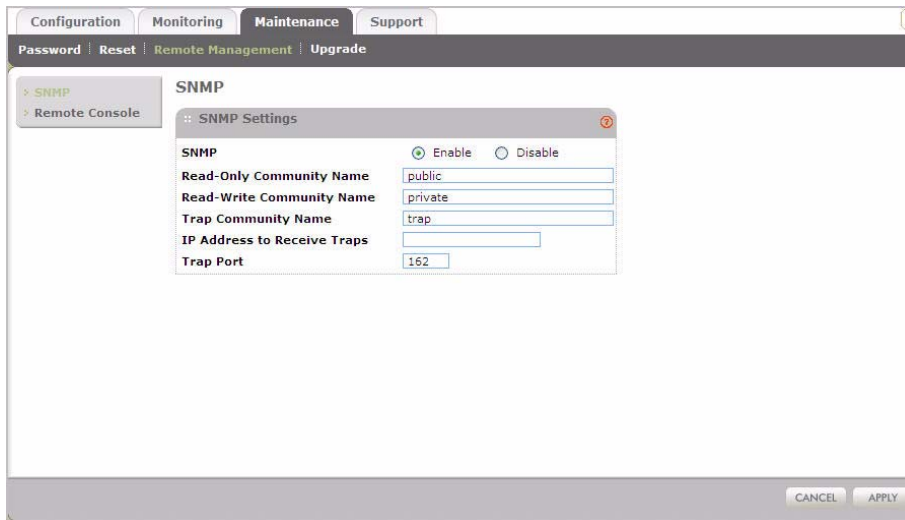 Configuration Monitoring Maintenance Support
Password Reset Remote Management Upgrade
> SNMP
> Remote Console
SNMP
:: SNMP Settings ?
SNMP Enable Disable
Read-Only Community Name public
Read-Write Community Name private
Trap Community Name trap
IP Address to Receive Traps
Trap Port 162
CANCEL APPLY